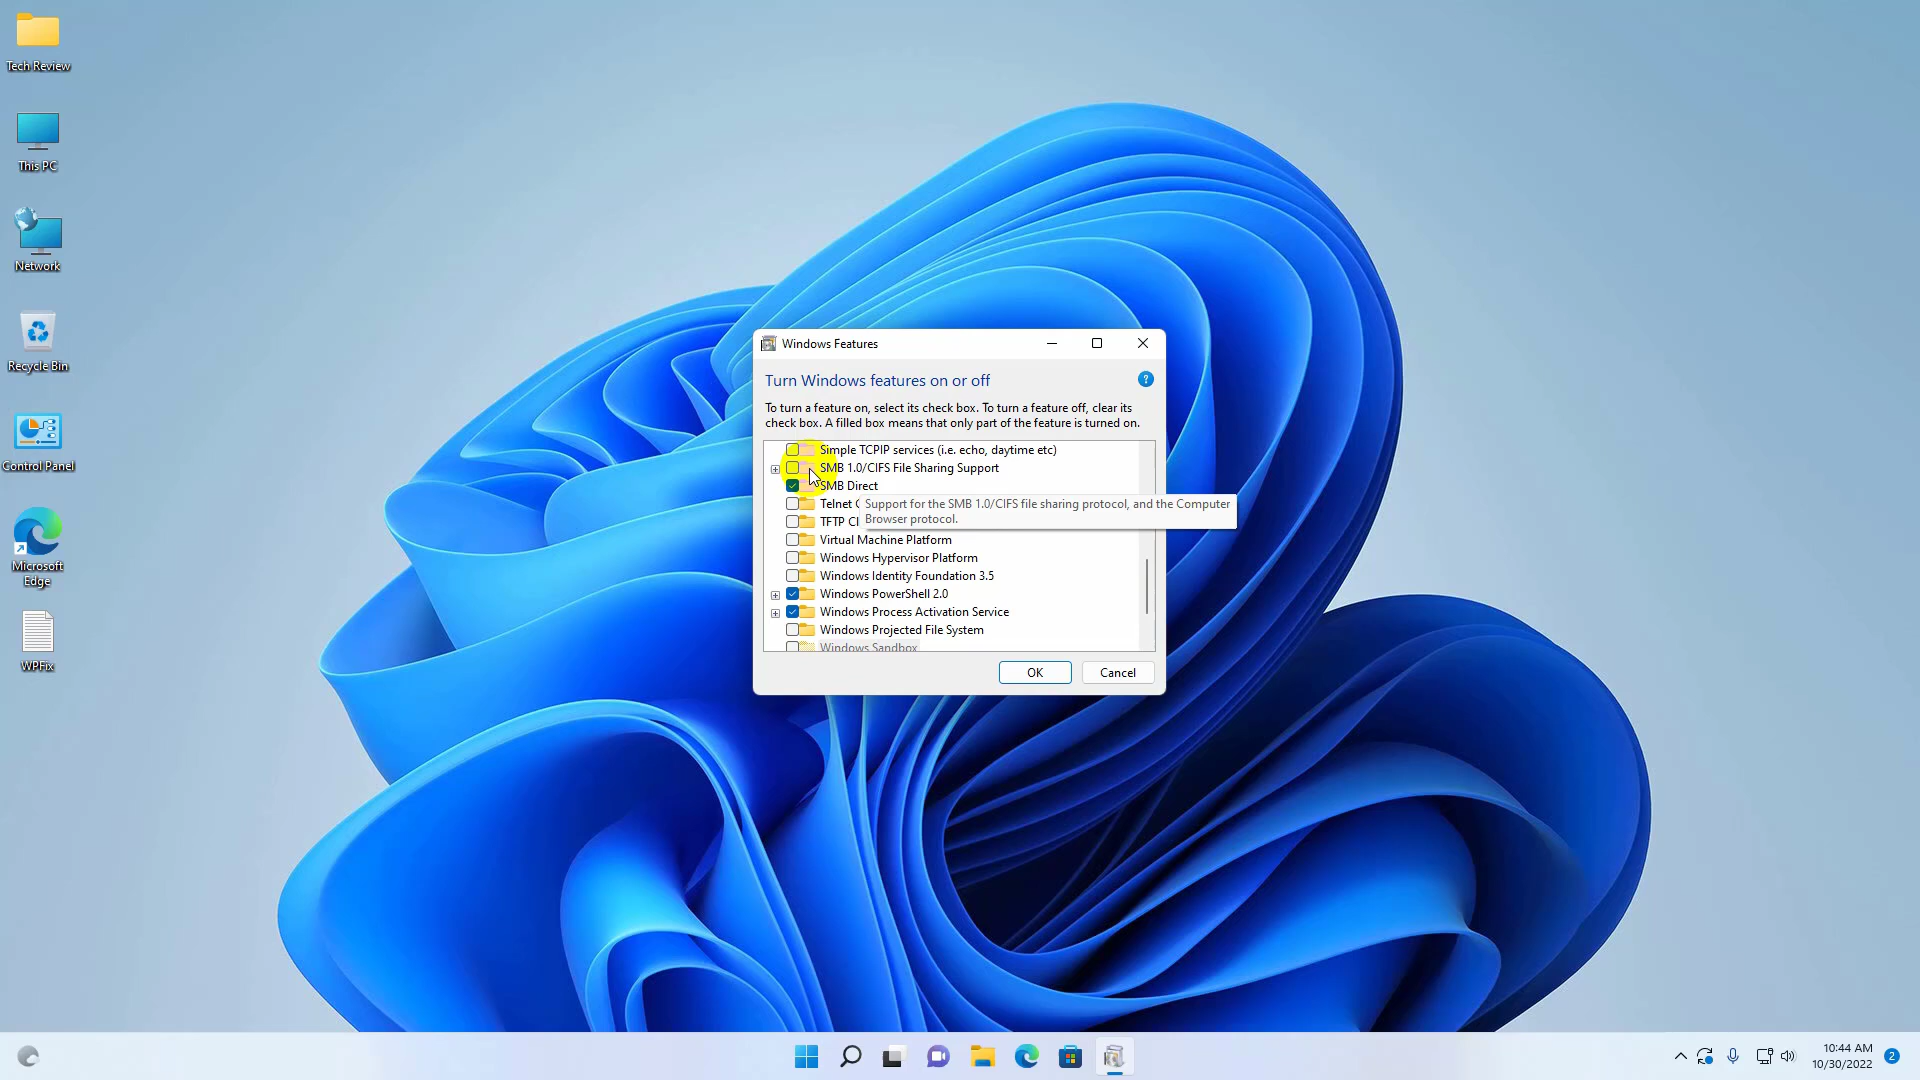 Tech Review
This PC
Network
Recycle Bin
Control Panel
Microsoft
Edge
WPFix
Windows Features
Turn Windows features on or off
?
To turn a feature on, select its check box. To turn a feature off, clear its
check box. A filled box means that only part of the feature is turned on.
Simple TCPIP services (i.e. echo, daytime etc)
SMB 1.0/CIFS File Sharing Support
SMB Direct
Telnet C
TFTP Cl
Support for the SMB 1.0/CIFS file sharing protocol, and the Computer
Browser protocol.
Virtual Machine Platform
Windows Hypervisor Platform
Windows Identity Foundation 3.5
Windows PowerShell 2.0
Windows Process Activation Service
Windows Projected File System
Windows Sandbox
OK
Cancel
10:44 AM
10/30/2022
2